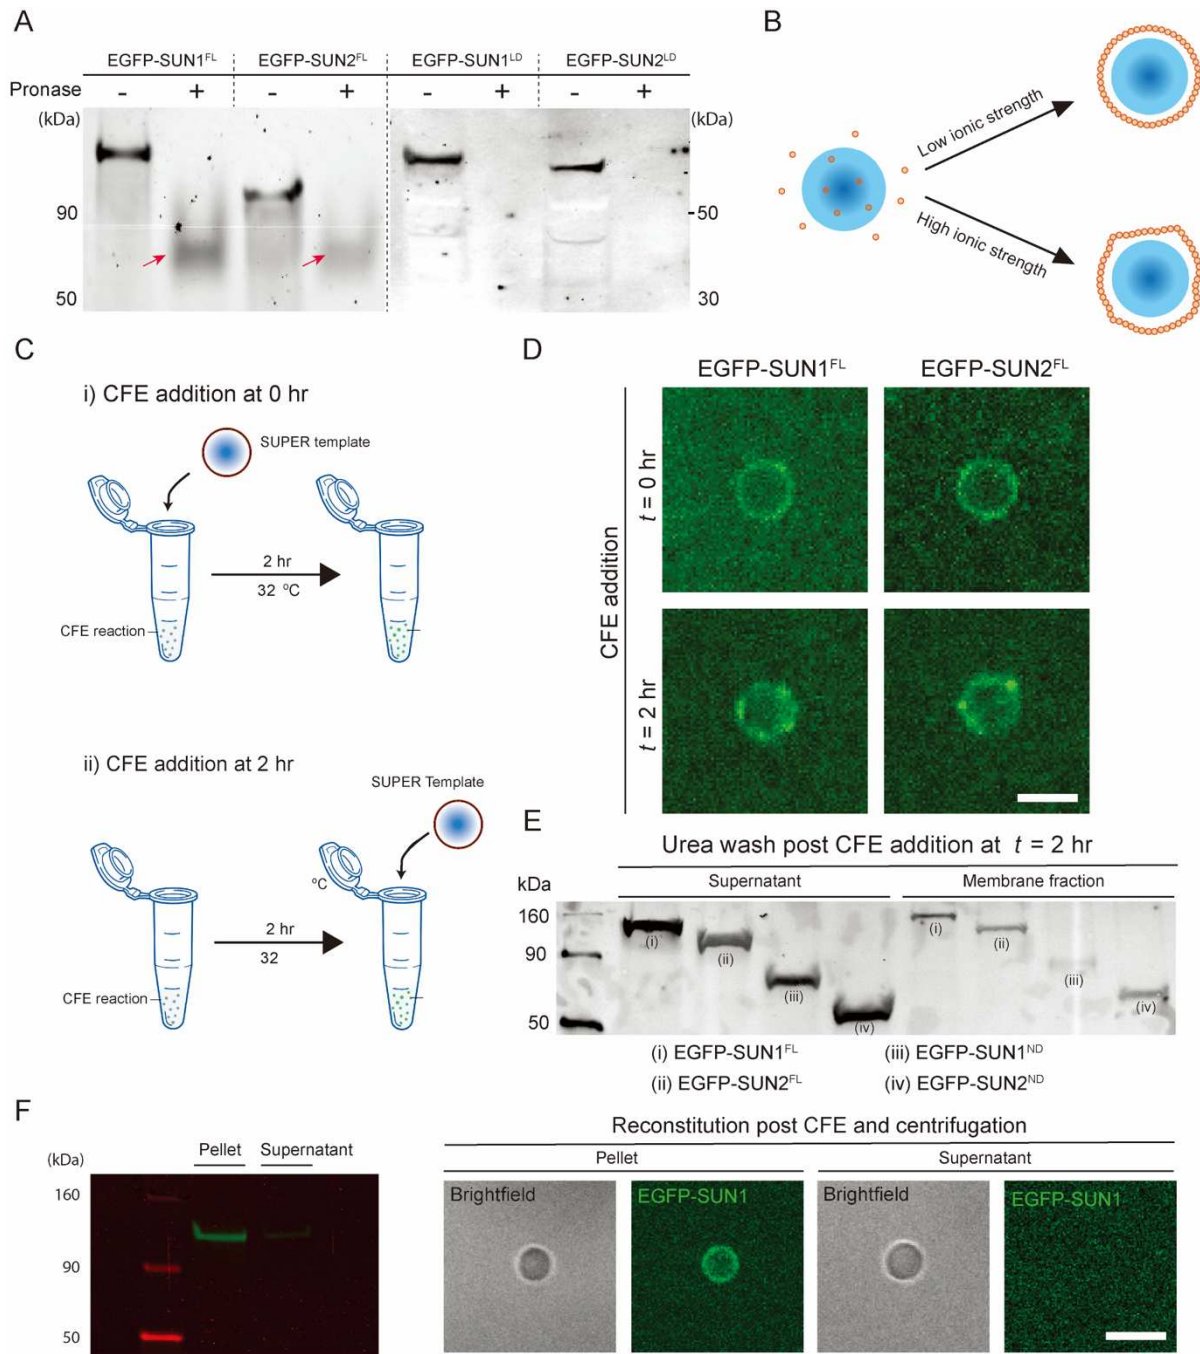 A
EGFP-SUN1FL EGFP-SUN2FL EGFP-SUN1LD EGFP-SUN2LD
Pronase - + - + - + - +
(kDa) (kDa)
90 50
50 30
B
Low ionic strength
High ionic strength
C
i) CFE addition at 0 hr
SUPER template
2 hr
32 ºC
CFE reaction
ii) CFE addition at 2 hr
SUPER Template
ºC
2 hr
32
CFE reaction
D
EGFP-SUN1FL EGFP-SUN2FL
CFE addition
t = 0 hr
t = 2 hr
E
Urea wash post CFE addition at t = 2 hr
kDa Supernatant Membrane fraction
160
90
50
(i) (ii) (iii) (iv) (i) (ii) (iii) (iv)
(i) EGFP-SUN1FL (iii) EGFP-SUN1ND
(ii) EGFP-SUN2FL (iv) EGFP-SUN2ND
F
(kDa) Pellet Supernatant
160
90
50
Reconstitution post CFE and centrifugation
Pellet Supernatant
Brightfield EGFP-SUN1 Brightfield EGFP-SUN1